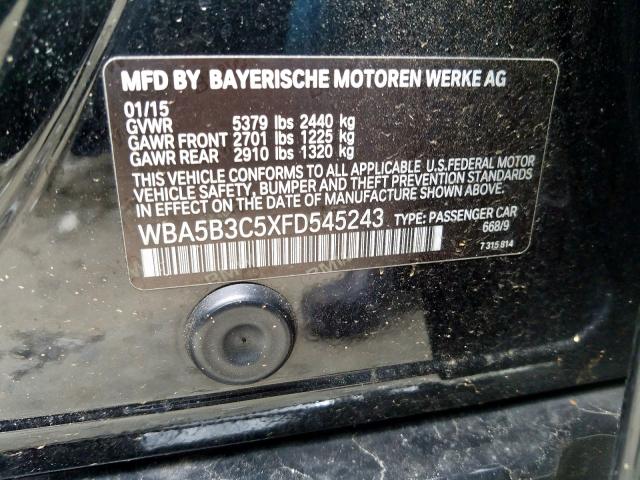 MFD BY BAYERISCHE MOTOREN WERKE AG
01/15
GVWR 5379 lbs 2440 kg
GAWR FRONT 2701 lbs 1225 kg
GAWR REAR 2910 lbs 1320 kg
THIS VEHICLE CONFORMS TO ALL APPLICABLE U.S.FEDERAL MOTOR
VEHICLE SAFETY, BUMPER AND THEFT PREVENTION STANDARDS
IN EFFECT ON THE DATE OF MANUFACTURE SHOWN ABOVE.
WBA5B3C5XFD545243 TYPE: PASSENGER CAR
668/9
7 315 814